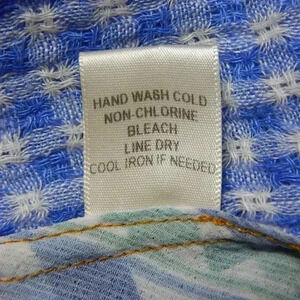 HAND WASH COLD
NON-CHLORINE
BLEACH
LINE DRY
COOL IRON IF NEEDED